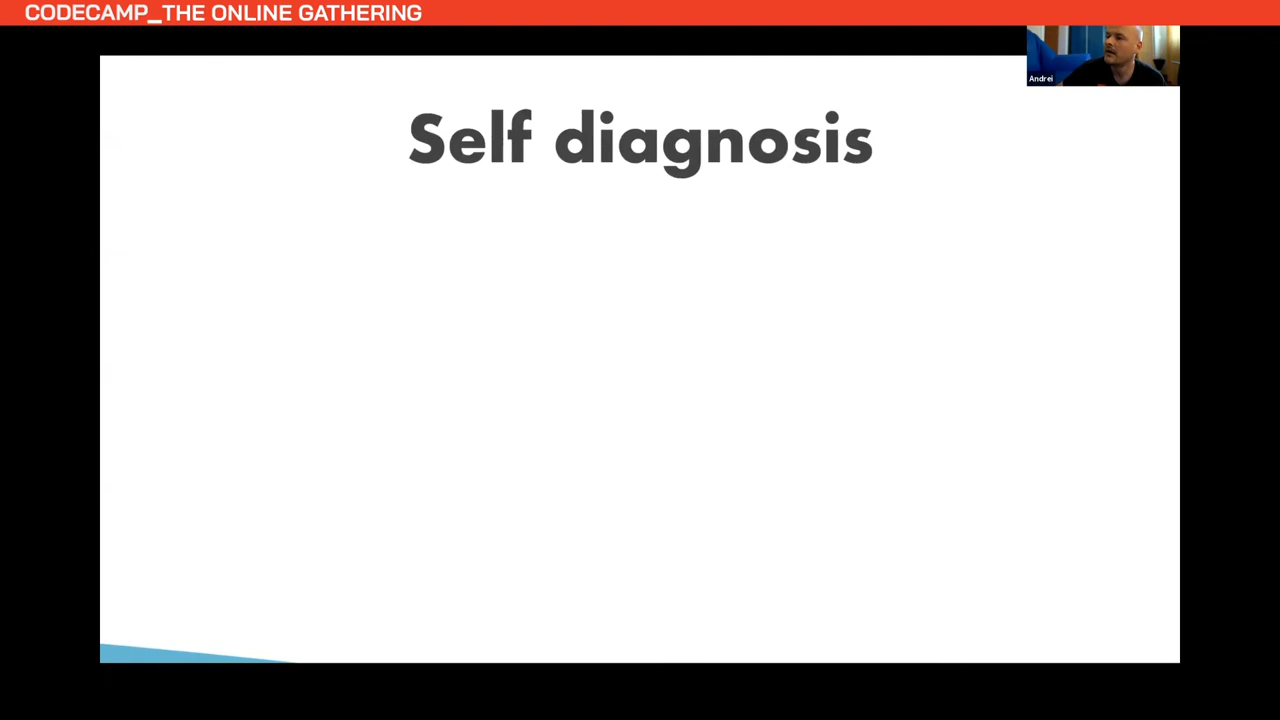 CODECAMP_THE ONLINE GATHERING
Andrei
Self diagnosis